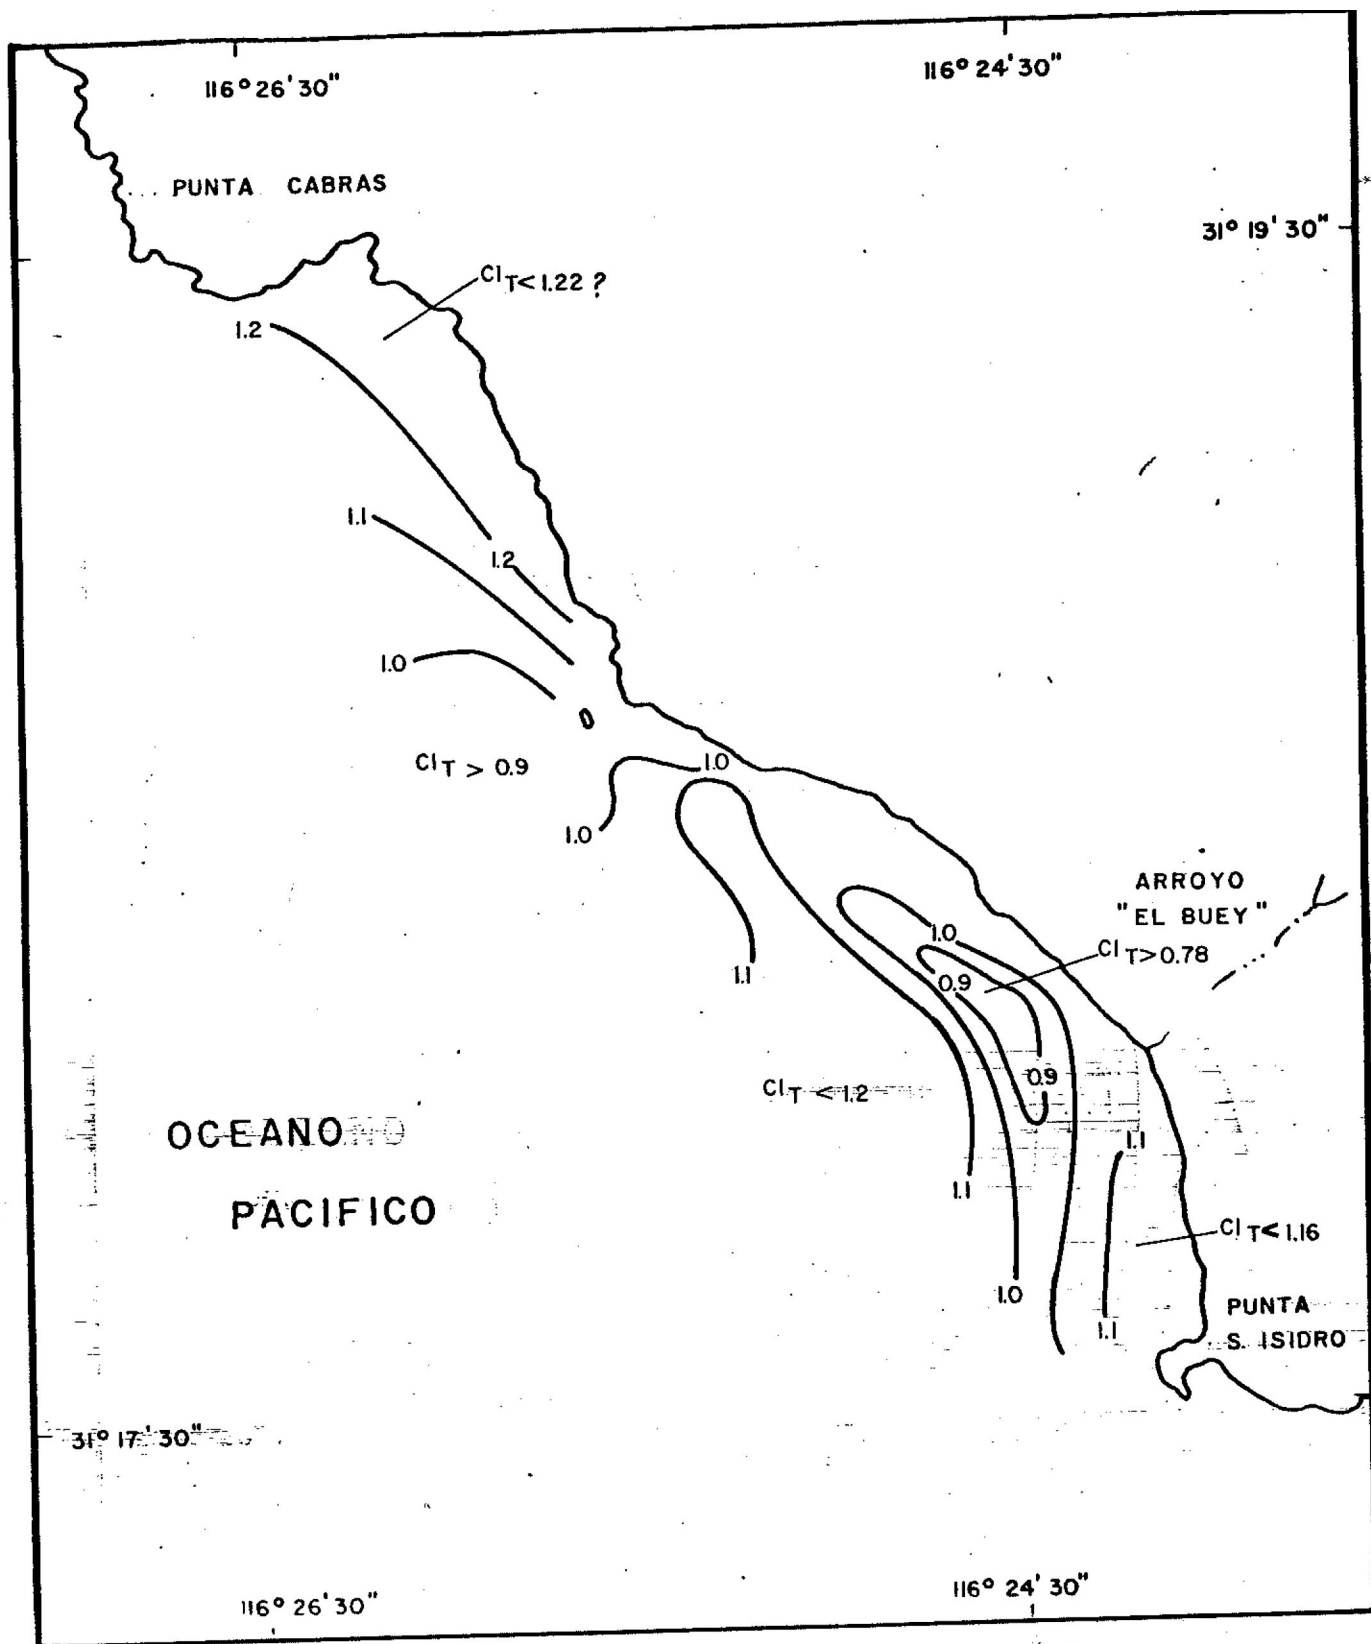 116° 26' 30"
116° 24' 30"
PUNTA CABRAS
31° 19' 30"
ClT < 1.22 ?
1.2
1.1
1.2
1.0
ClT > 0.9
1.0
1.0
ARROYO
"EL BUEY"
1.0
ClT > 0.78
1.1
0.9
0.9
ClT < 1.2
OCEANO
1.1
1.1
PACIFICO
ClT < 1.16
1.0
PUNTA
1.1
S. ISIDRO
31° 17' 30"
116° 24' 30"
116° 26' 30"